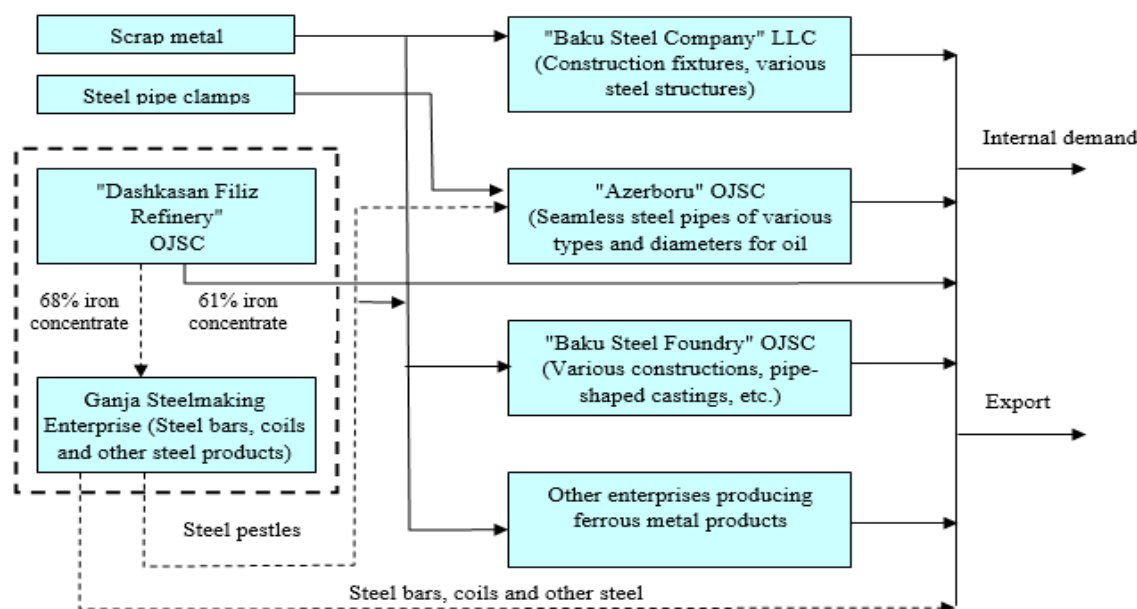 Scrap metal
Steel pipe clamps
"Dashkasan Filiz
Refinery"
OJSC
68% iron
concentrate
61% iron
concentrate
Ganja Steelmaking
Enterprise (Steel bars, coils
and other steel products)
Steel pestles
Steel bars, coils and other steel
"Baku Steel Company" LLC
(Construction fixtures, various
steel structures)
"Azerboru" OJSC
(Seamless steel pipes of various
types and diameters for oil
"Baku Steel Foundry" OJSC
(Various constructions, pipe-
shaped castings, etc.)
Other enterprises producing
ferrous metal products
Internal demand
Export